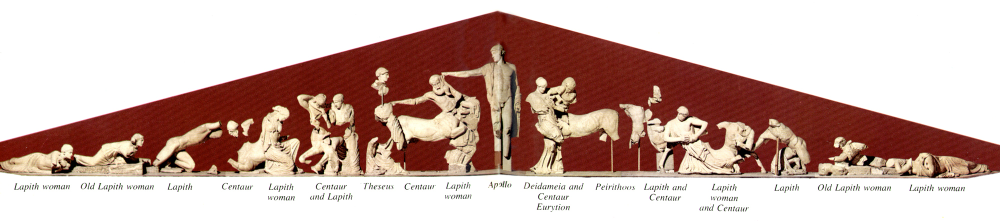 Lapith woman
Old Lapith woman
Lapith
Centaur
Lapith
woman
Centaur
and Lapith
Theseus
Centaur
Lapith
woman
Apollo
Deidameia and
Centaur
Eurytion
Peirithoos
Lapith and
Centaur
Lapith
woman
and Centaur
Lapith
Old Lapith woman
Lapith woman